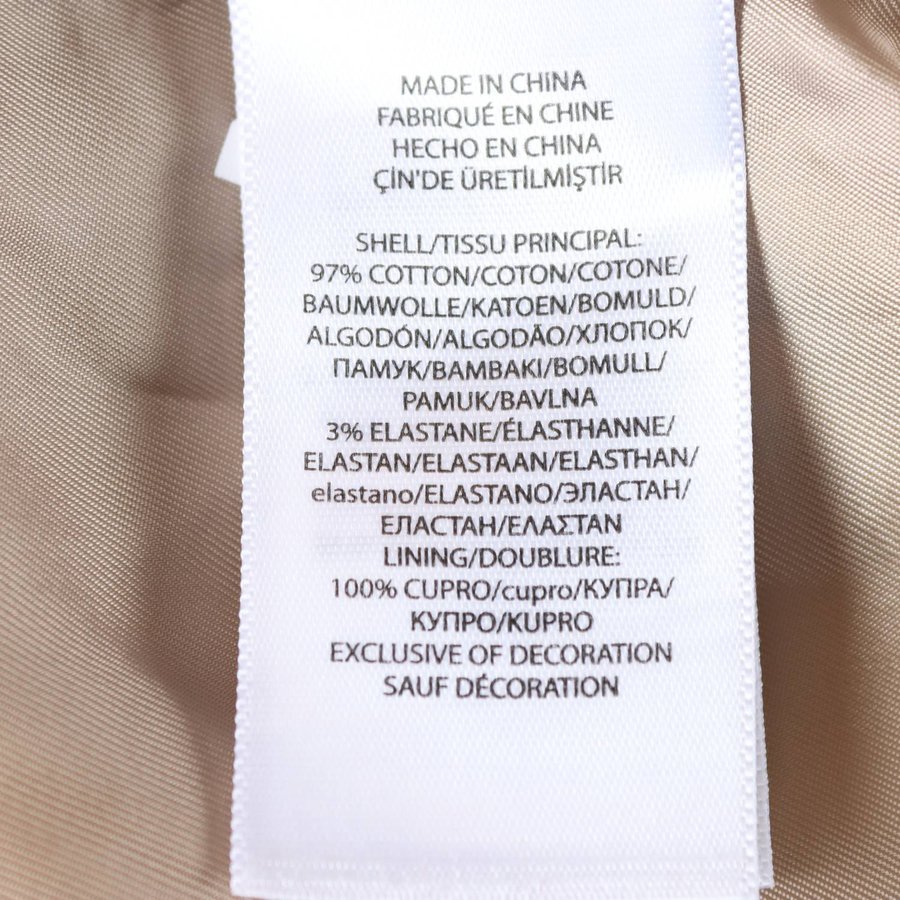 MADE IN CHINA
FABRIQUÉ EN CHINE
HECHO EN CHINA
ÇİN'DE ÜRETİLMİŞTİR
SHELL/TISSU PRINCIPAL:
97% COTTON/COTON/COTONE/
BAUMWOLLE/KATOEN/BOMULD/
ALGODÓN/ALGODÃO/ХЛОПОК/
ПАМУК/BAMBAKI/BOMULL/
PAMUK/BAVLNA
3% ELASTANE/ÉLASTHANNE/
ELASTAN/ELASTAAN/ELASTHAN/
elastano/ELASTANO/ЭЛАСТАН/
ЕЛАСТАН/ΕΛΑΣΤΑΝ
LINING/DOUBLURE:
100% CUPRO/cupro/КУПРА/
КУПРО/KUPRO
EXCLUSIVE OF DECORATION
SAUF DÉCORATION